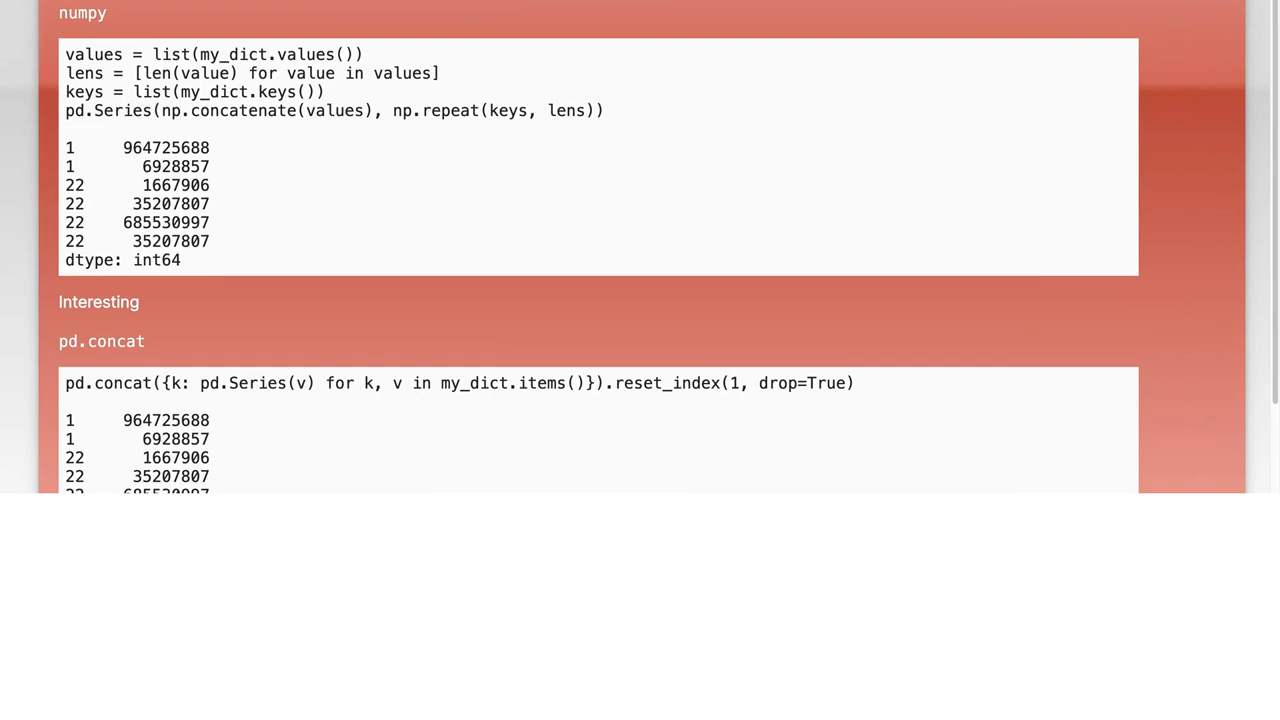 numpy
values = list(my_dict.values())
lens = [len(value) for value in values]
keys = list(my_dict.keys())
pd.Series(np.concatenate(values), np.repeat(keys, lens))
1     964725688
1       6928857
22      1667906
22     35207807
22    685530997
22     35207807
dtype: int64
Interesting
pd.concat
pd.concat({k: pd.Series(v) for k, v in my_dict.items()}).reset_index(1, drop=True)
1     964725688
1       6928857
22      1667906
22     35207807
22    685530997